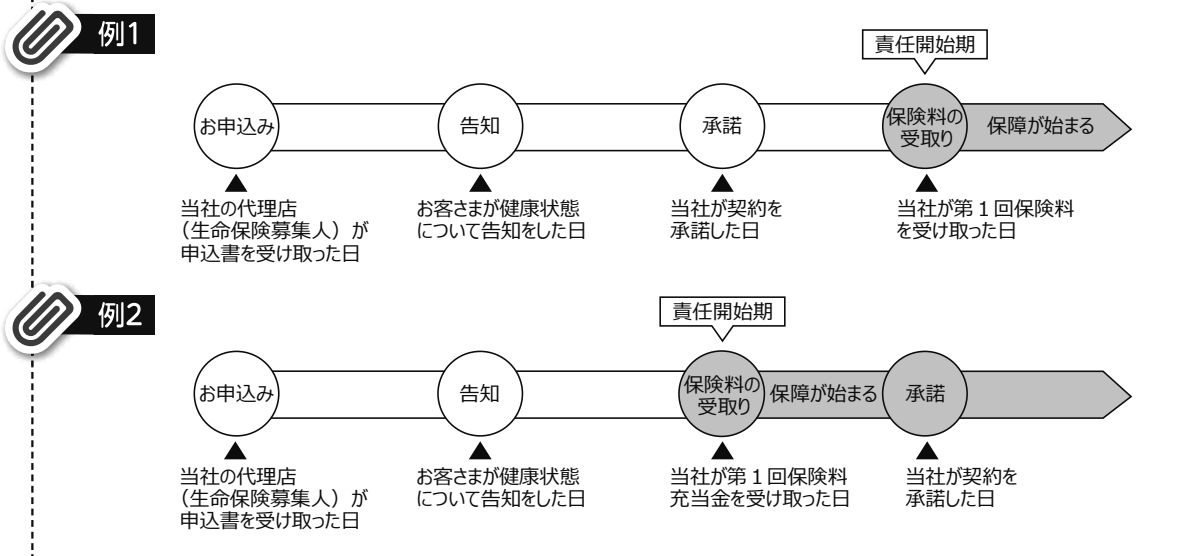 例1
責任開始期
お申込み
告知
承諾
保険料の
受取り
保障が始まる
当社の代理店
（生命保険募集人）が
申込書を受け取った日
お客さまが健康状態
について告知をした日
当社が契約を
承諾した日
当社が第1回保険料
を受け取った日
例2
責任開始期
お申込み
告知
保険料の
受取り
保障が始まる
承諾
当社の代理店
（生命保険募集人）が
申込書を受け取った日
お客さまが健康状態
について告知をした日
当社が第1回保険料
充当金を受け取った日
当社が契約を
承諾した日